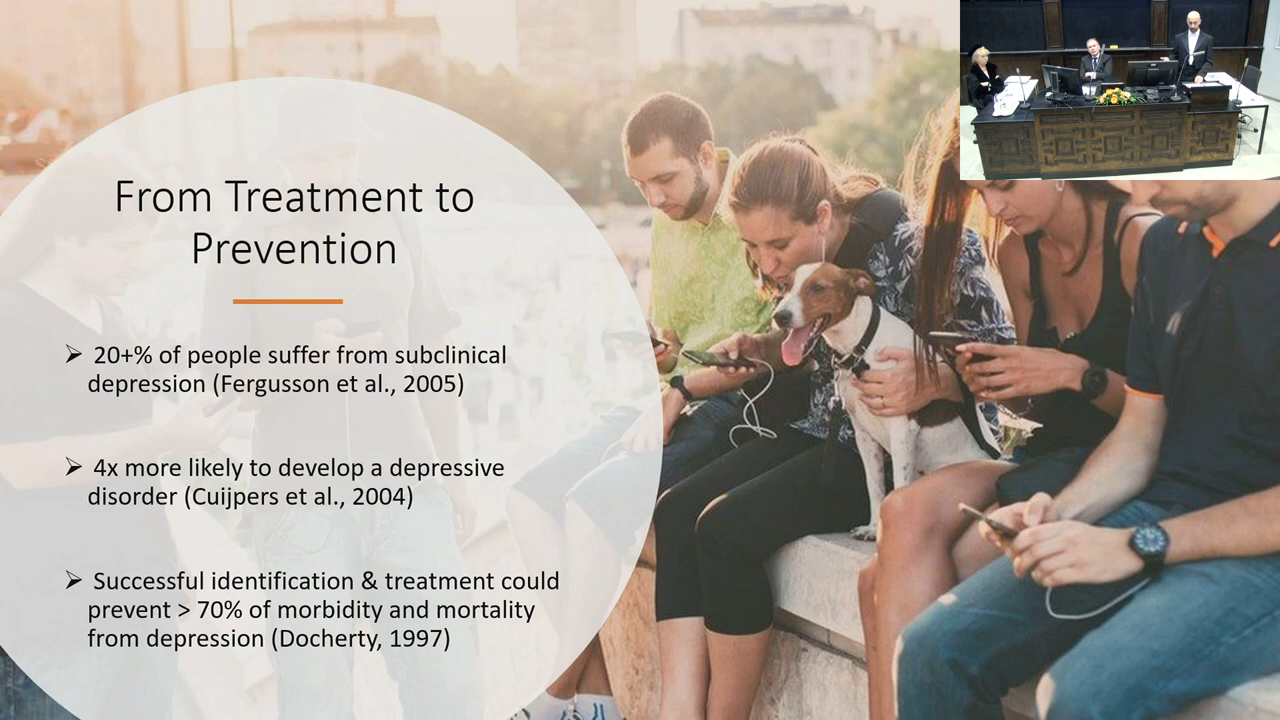 From Treatment to
Prevention
➢ 20+% of people suffer from subclinical
depression (Fergusson et al., 2005)
➢ 4x more likely to develop a depressive
disorder (Cuijpers et al., 2004)
➢ Successful identification & treatment could
prevent > 70% of morbidity and mortality
from depression (Docherty, 1997)